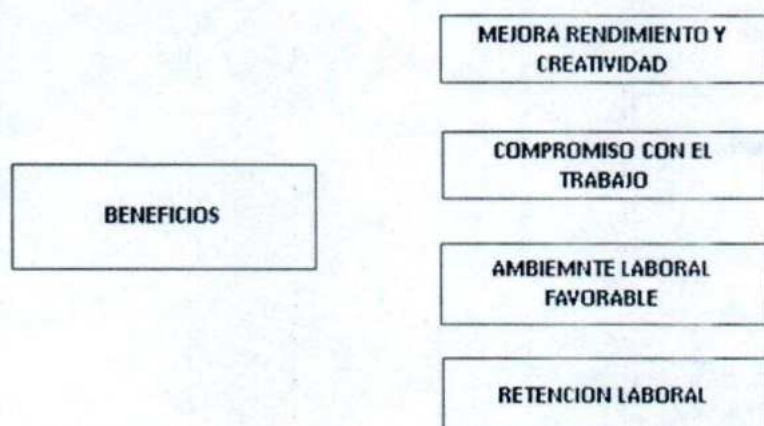 MEJORA RENDIMIENTO Y
CREATIVIDAD
COMPROMISO CON EL
TRABAJO
BENEFICIOS
AMBIEMNTE LABORAL
FAVORABLE
RETENCION LABORAL